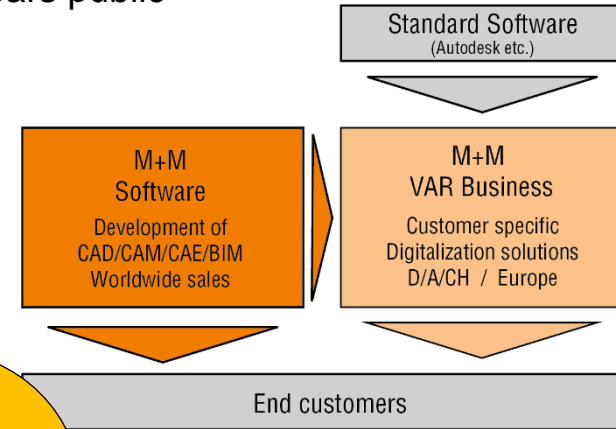 public
Standard Software
(Autodesk etc.)
M+M
Software
Development of
CAD/CAM/CAE/BIM
Worldwide sales
M+M
VAR Business
Customer specific
Digitalization solutions
D/A/CH / Europe
End customers